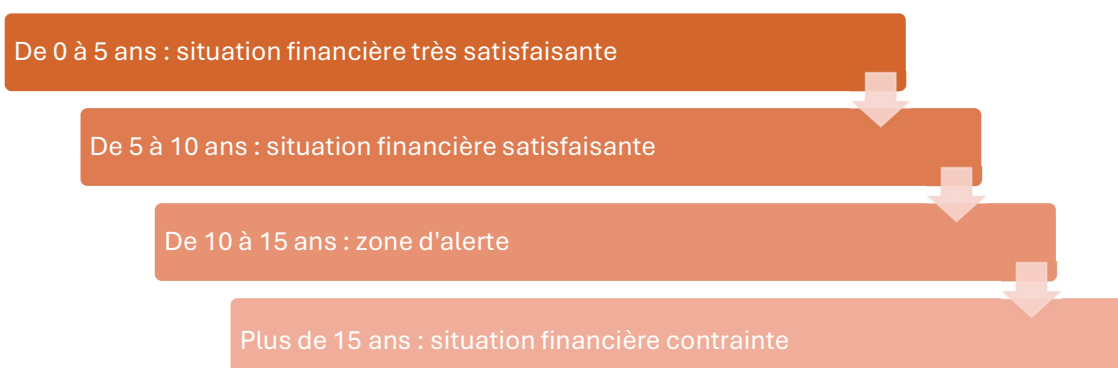 De 0 à 5 ans : situation financière très satisfaisante
De 5 à 10 ans : situation financière satisfaisante
De 10 à 15 ans : zone d'alerte
Plus de 15 ans : situation financière contrainte